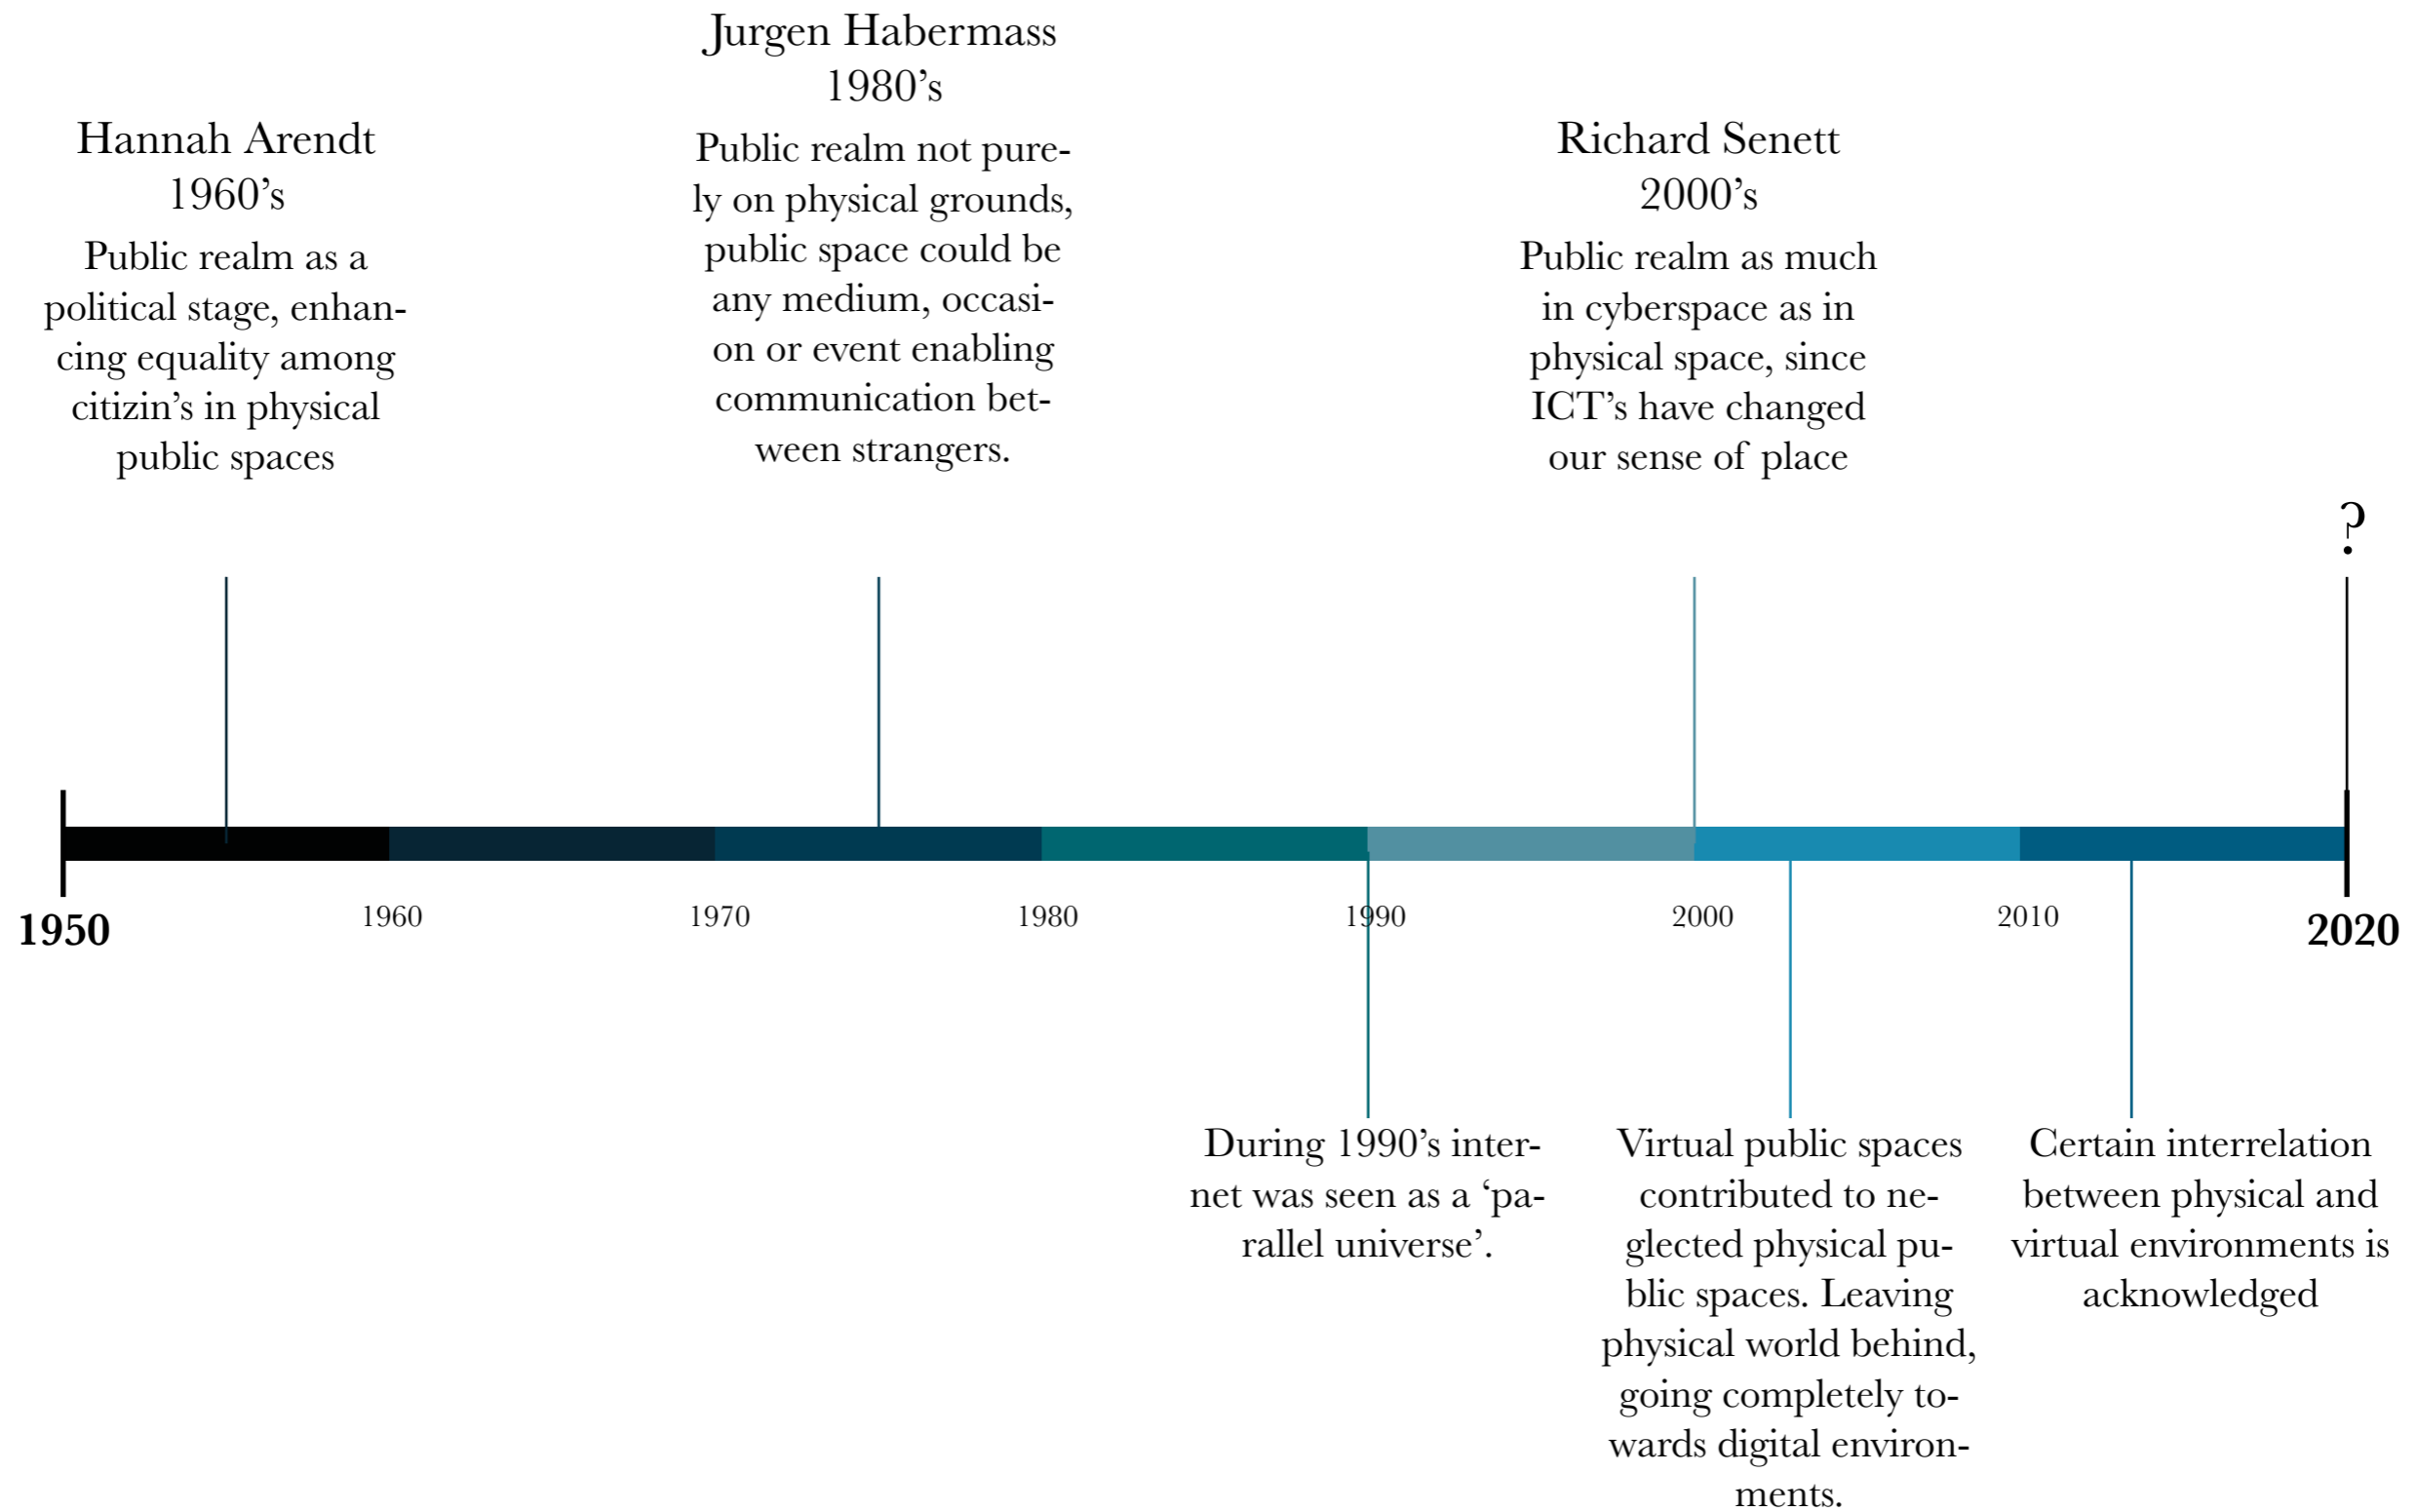 Jurgen Habermass
1980’s
Public realm not pure-
ly on physical grounds,
public space could be
any medium, occasi-
on or event enabling
communication bet-
ween strangers.
Hannah Arendt
1960’s
Public realm as a
political stage, enhan-
cing equality among
citizin’s in physical
public spaces
Richard Senett
2000’s
Public realm as much
in cyberspace as in
physical space, since
ICT’s have changed
our sense of place
?
1950
1960
1970
1980
1990
2000
2010
2020
During 1990’s inter-
net was seen as a ‘pa-
rallel universe’.
Virtual public spaces
contributed to ne-
glected physical pu-
blic spaces. Leaving
physical world behind,
going completely to-
wards digital environ-
ments.
Certain interrelation
between physical and
virtual environments is
acknowledged